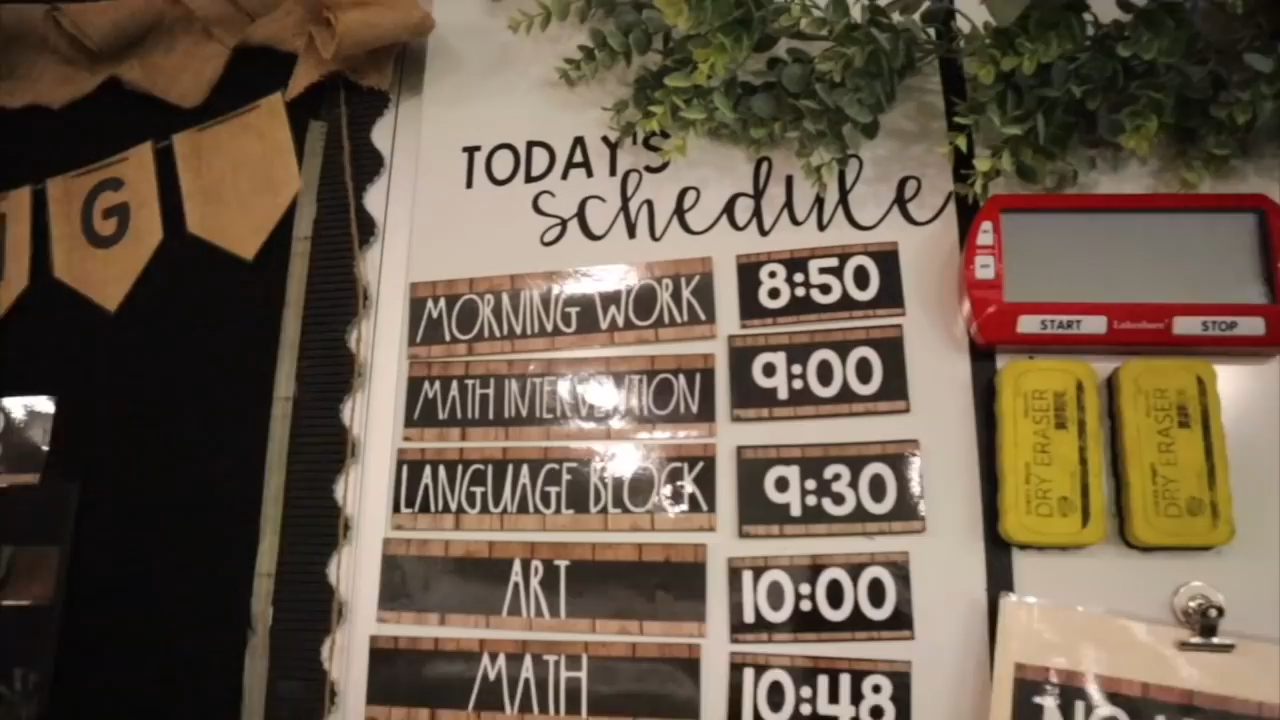 G
TODAY'S
schedule
MORNING WORK 8:50
MATH INTERVENTION 9:00
LANGUAGE BLOCK 9:30
ART 10:00
MATH 10:48
START Lakeshore STOP
DRY ERASER
DRY ERASER